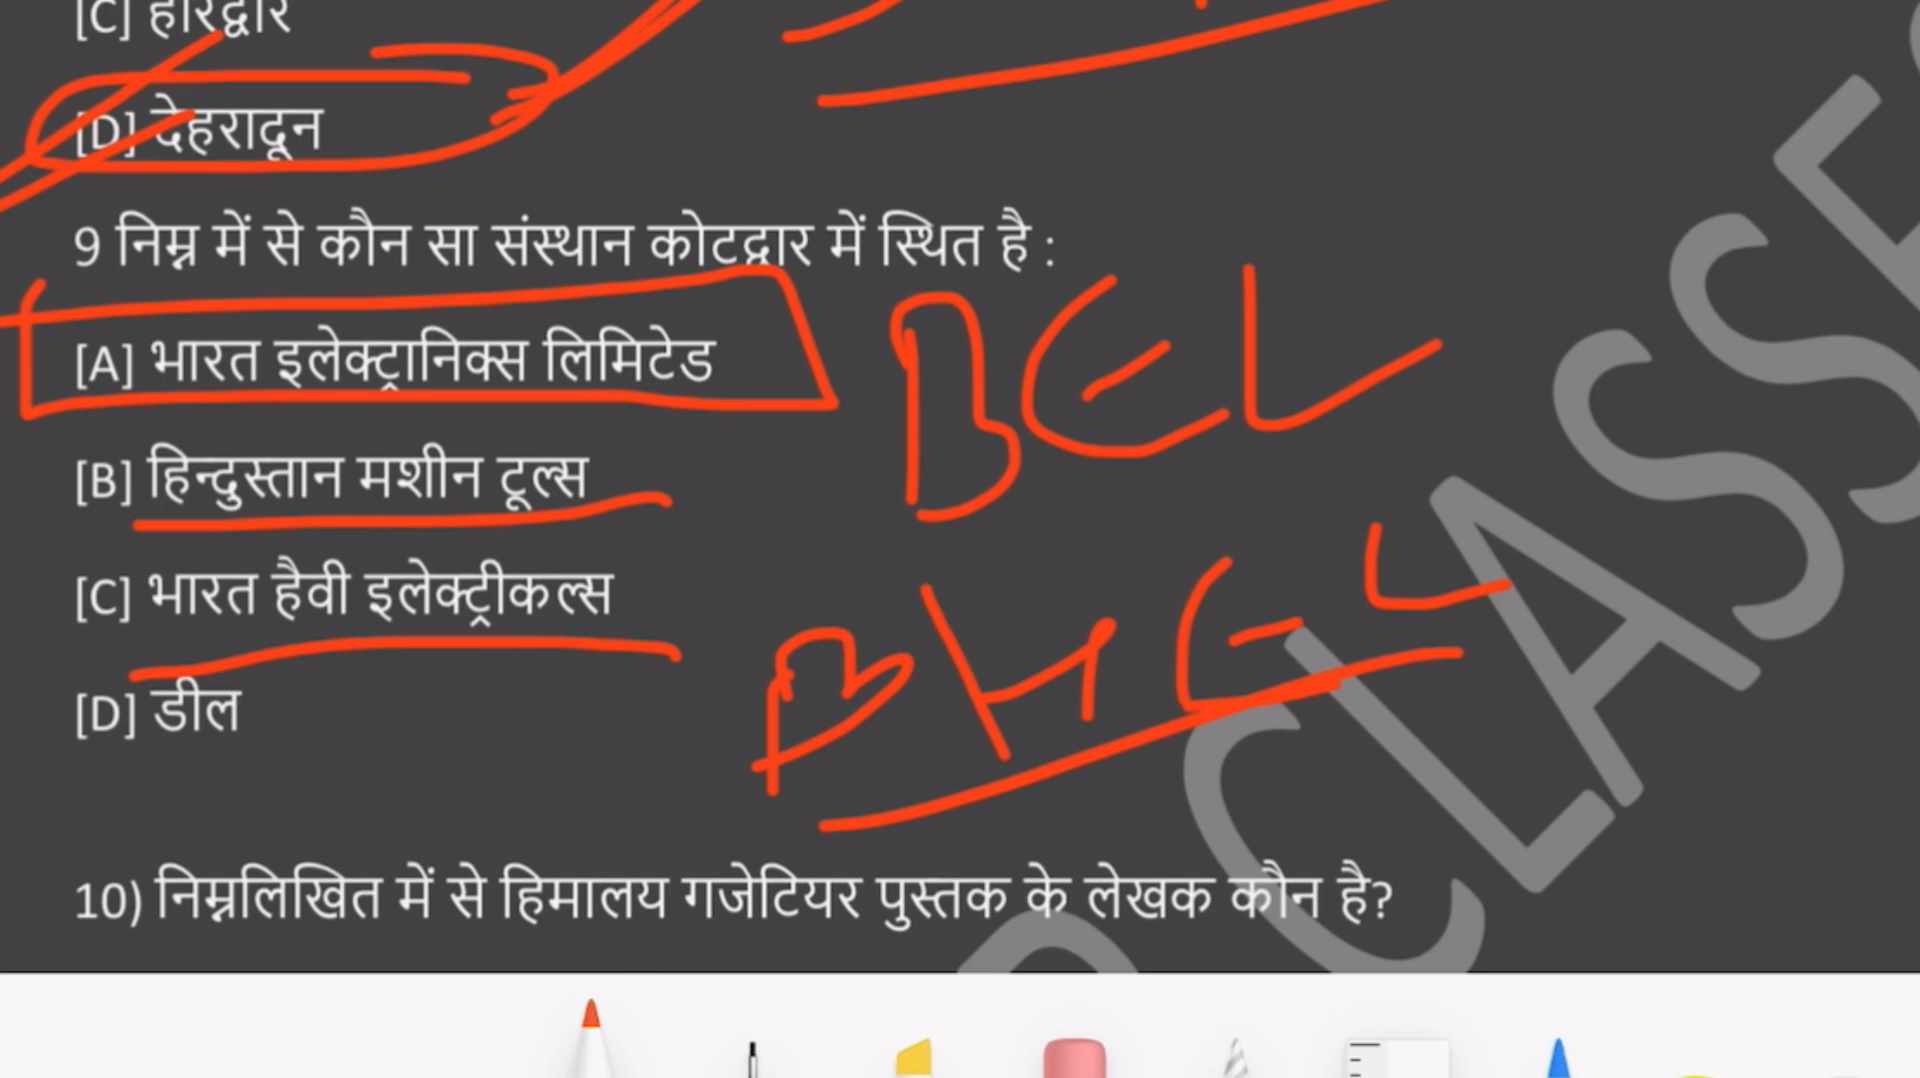 [C] हरिद्वार
[D] देहरादून
9 निम्न में से कौन सा संस्थान कोटद्वार में स्थित है :
[A] भारत इलेक्ट्रानिक्स लिमिटेड
BEL
[B] हिन्दुस्तान मशीन टूल्स
[C] भारत हैवी इलेक्ट्रीकल्स
BHEL
[D] डील
10) निम्नलिखित में से हिमालय गजेटियर पुस्तक के लेखक कौन है?
CLASSE